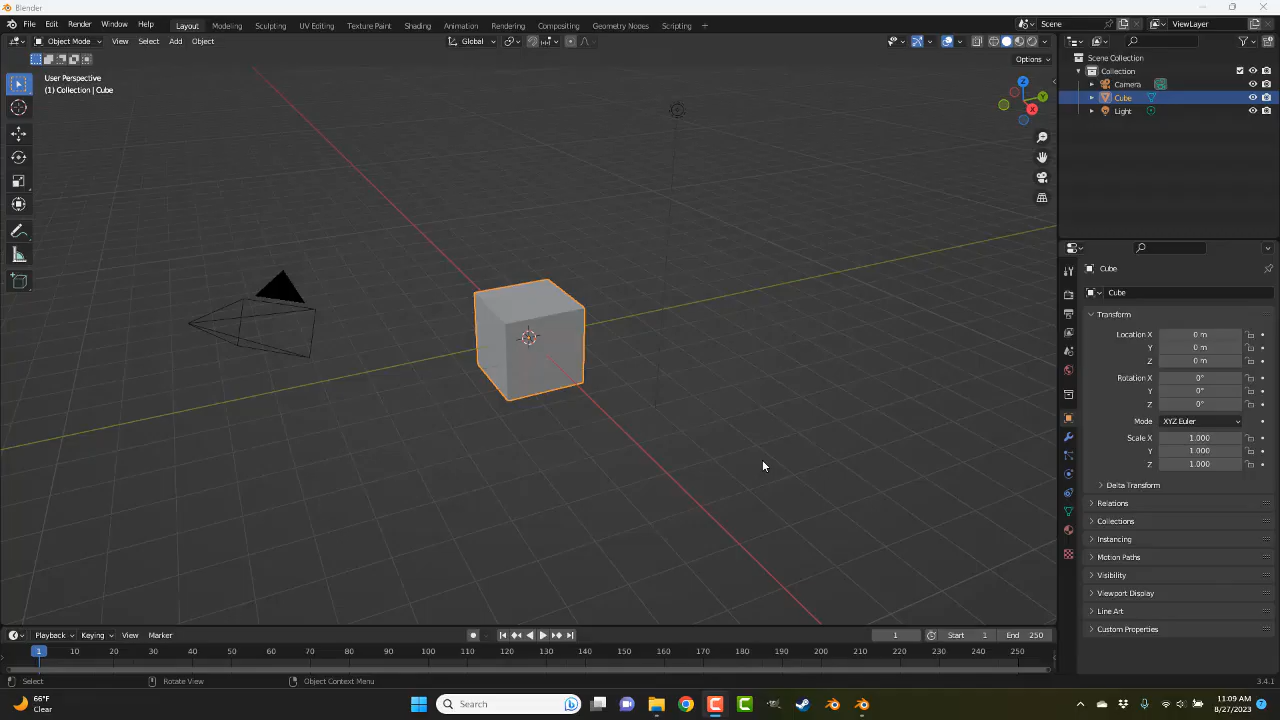 Blender
File Edit Render Window Help Layout Modeling Sculpting UV Editing Texture Paint Shading Animation Rendering Compositing Geometry Nodes Scripting + Scene ViewLayer
Object Mode View Select Add Object Global
Options
User Perspective
(1) Collection | Cube
Z
Y
X
Scene Collection
Collection
Camera
Cube
Light
Cube
Cube
Transform
Location X 0 m
Y 0 m
Z 0 m
Rotation X 0°
Y 0°
Z 0°
Mode XYZ Euler
Scale X 1.000
Y 1.000
Z 1.000
Delta Transform
Relations
Collections
Instancing
Motion Paths
Visibility
Viewport Display
Line Art
Custom Properties
Playback Keying View Marker 1 Start 1 End 250
1 10 20 30 40 50 60 70 80 90 100 110 120 130 140 150 160 170 180 190 200 210 220 230 240 250
Select Rotate View Object Context Menu 3.4.1
66°F
Clear
Search
11:09 AM
8/27/2023